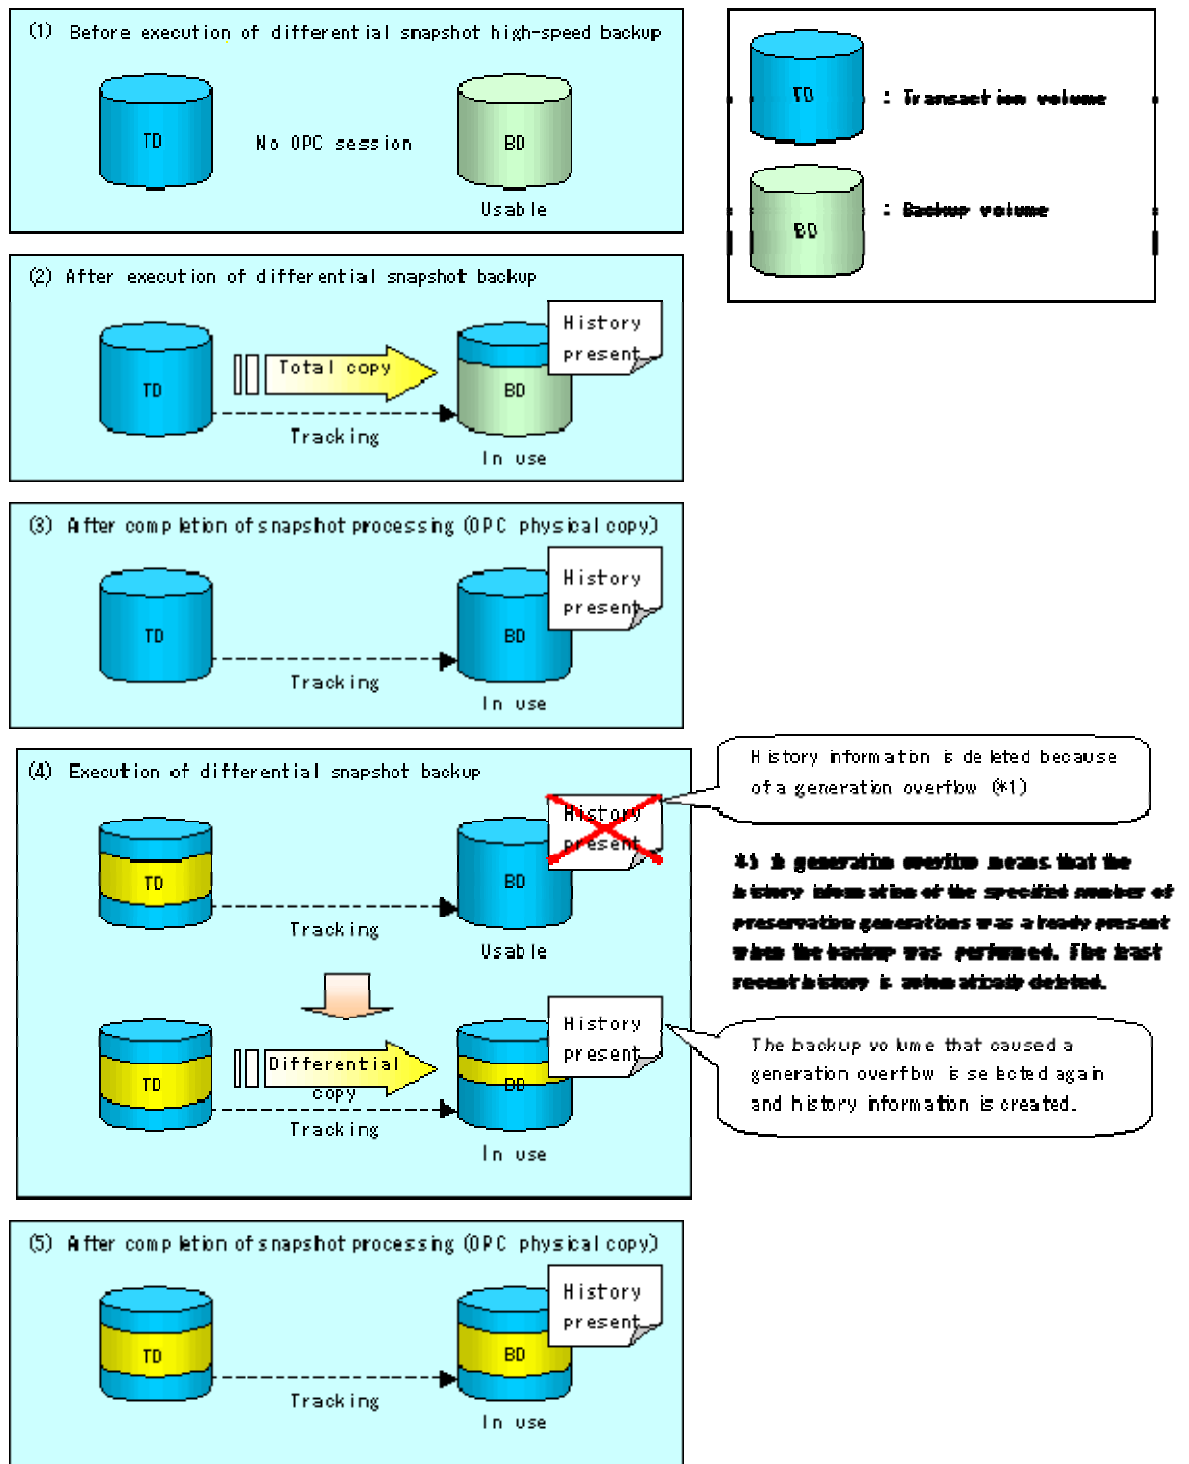 (1) Before execution of differential snapshot high-speed backup
TD
No OPC session
BD
Usable
TD
: Transaction volume
BD
: Backup volume
(2) After execution of differential snapshot backup
TD
Total copy
Tracking
BD
History
present
In use
(3) After completion of snapshot processing (OPC physical copy)
TD
Tracking
BD
History
present
In use
(4) Execution of differential snapshot backup
TD
Tracking
BD
History
present
Usable
History information is deleted because
of a generation overflow (*1)
*1 A generation overflow means that the
history information of the specified number of
preservation generations was already present
when the backup was performed. The least
recent history is automatically deleted.
TD
Differential
copy
Tracking
BD
History
present
In use
The backup volume that caused a
generation overflow is selected again
and history information is created.
(5) After completion of snapshot processing (OPC physical copy)
TD
Tracking
BD
History
present
In use